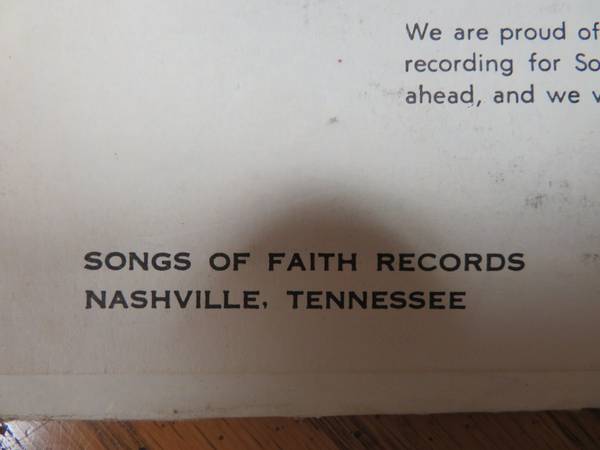 We are proud of
recording for So
ahead, and we
SONGS OF FAITH RECORDS
NASHVILLE, TENNESSEE